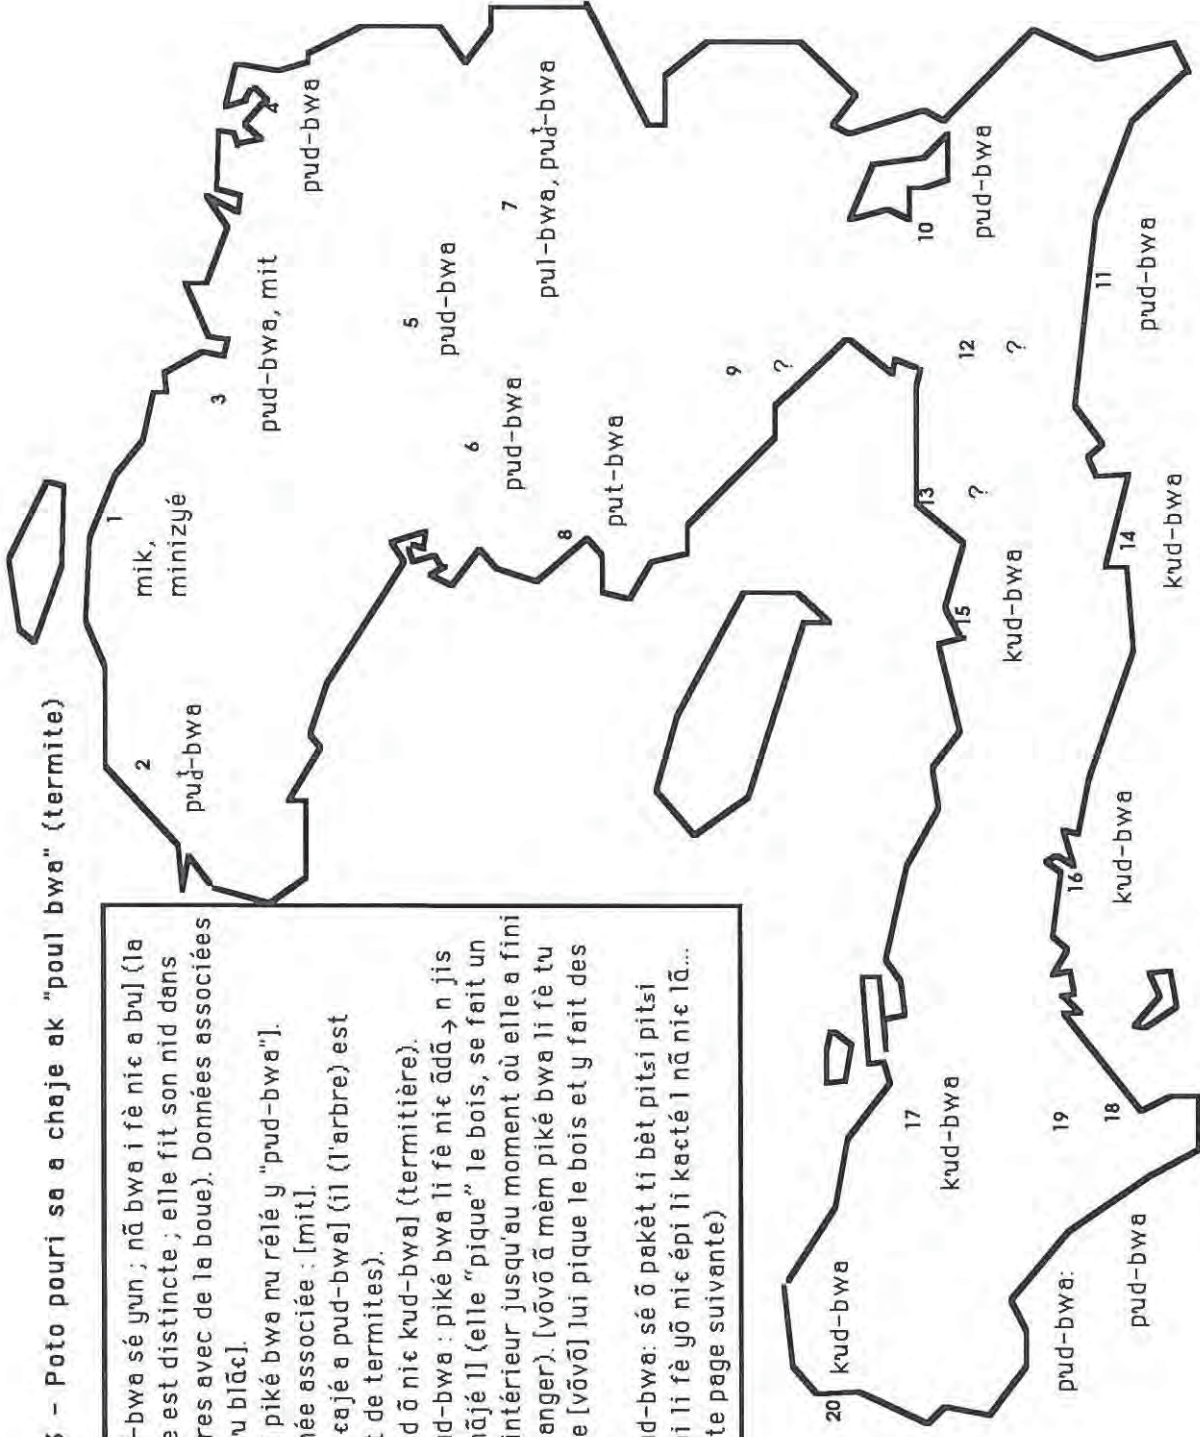 – Poto pouri sa a chaje ak "poul bwa" (termite)
-bwa sé yun ; nã bwa i fè niɛ a bu] (la
e est distincte ; elle fit son nid dans
res avec de la boue). Données associées
u blãɛ].
piké bwa mu rélé y "pud-bwa"].
née associée : [mit].
ɛajé a pud-bwa] (il (l'arbre) est
t de termites).
d õ niɛ kud-bwa] (termitière).
ud-bwa : piké bwa li fè niɛ ãdã→ n jis
nãjé l] (elle "pique" le bois, se fait un
intérieur jusqu'au moment où elle a fini
anger). [võvõ ã mèm piké bwa li fè tu
e [võvõ] lui pique le bois et y fait des
ud-bwa: sé õ pakèt ti bèt pitsi pitsi
i li fè yõ niɛ épi li kaɛté l nã niɛ lã...
te page suivante)
2
put/d-bwa
1
mik,
minizyé
3
pud-bwa, mit
4
pud-bwa
5
pud-bwa
6
pud-bwa
7
pul-bwa, put/d-bwa
8
put-bwa
9
?
10
pud-bwa
11
pud-bwa
12
?
13
?
14
kud-bwa
15
kud-bwa
16
kud-bwa
17
kud-bwa
18
19
pud-bwa:
pud-bwa
20
kud-bwa